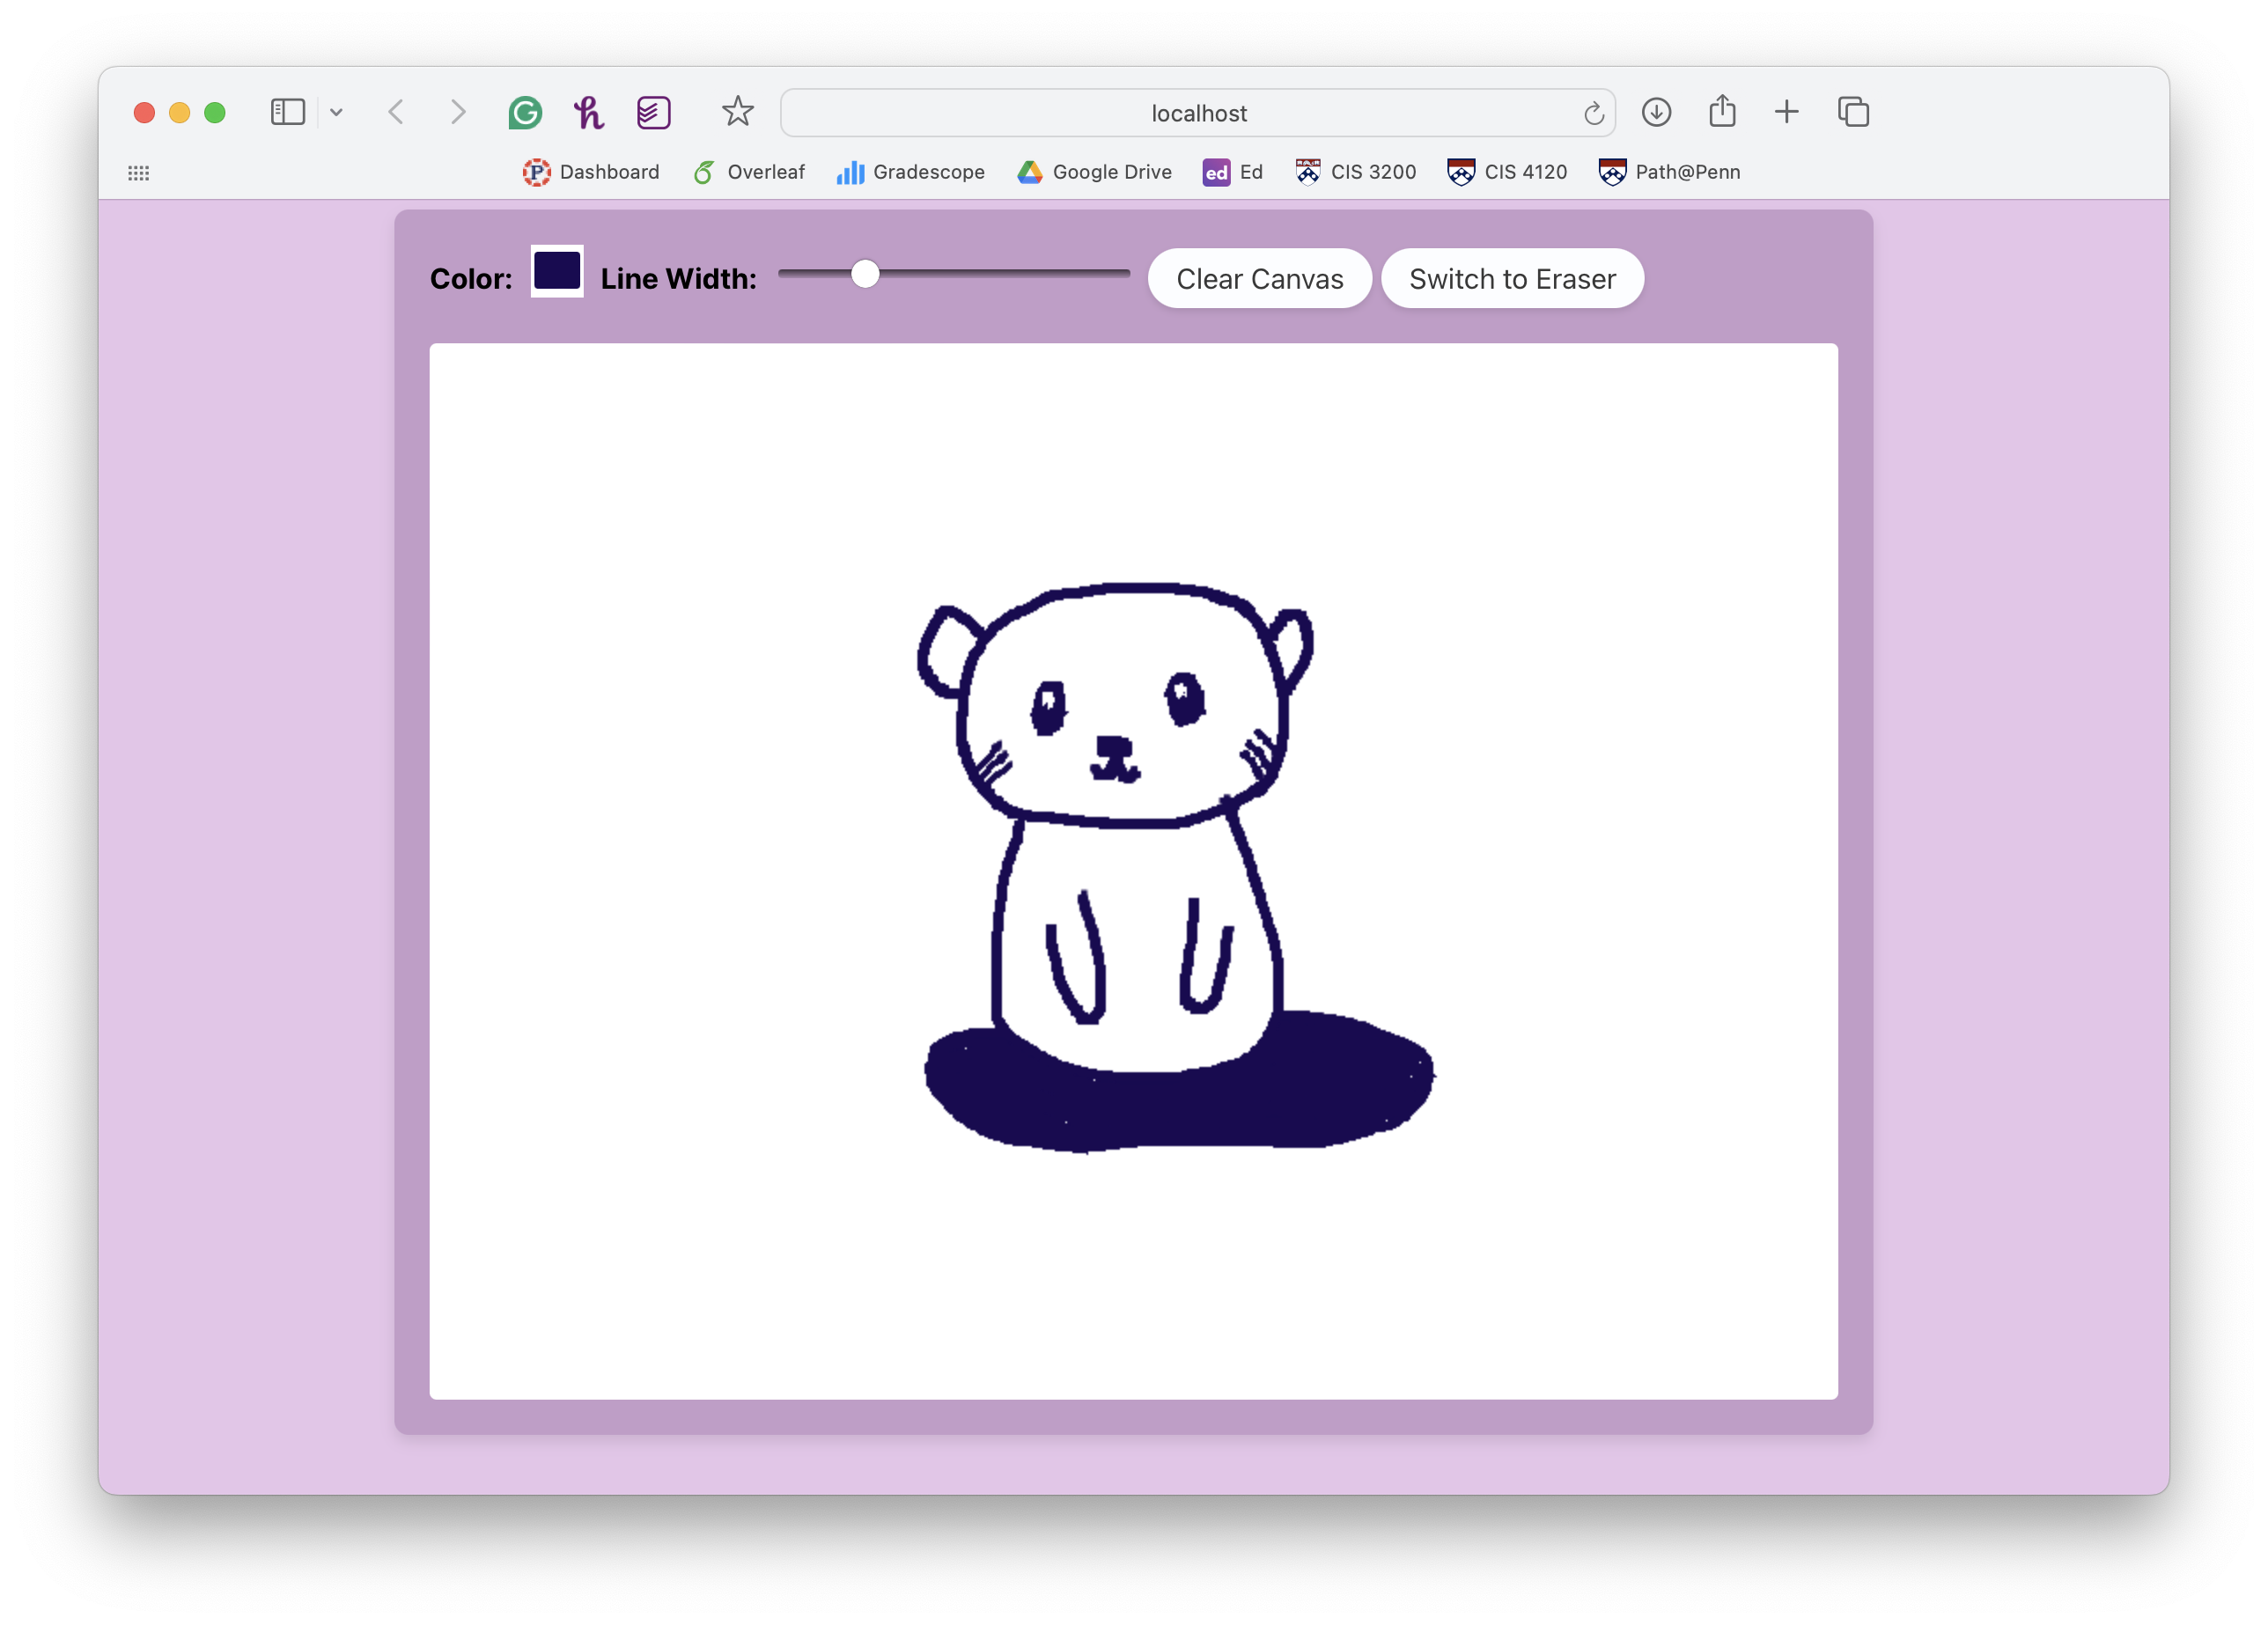 localhost
Dashboard Overleaf Gradescope Google Drive ed Ed CIS 3200 CIS 4120 Path@Penn
Color: Line Width: Clear Canvas Switch to Eraser